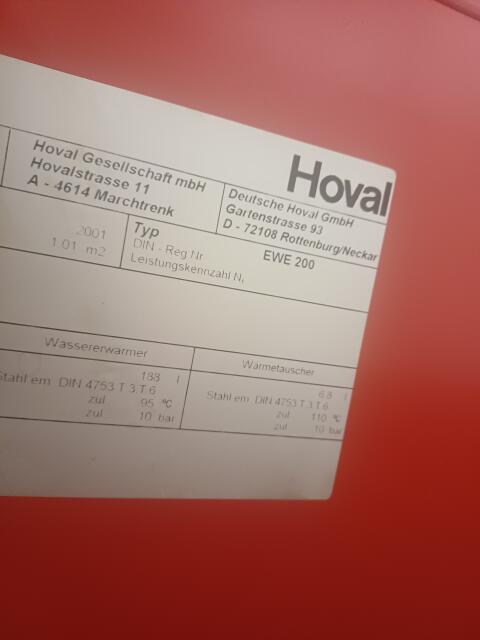 Hoval
Hoval Gesellschaft mbH
Hovalstrasse 11
A - 4614 Marchtrenk
Deutsche Hoval GmbH
Gartenstrasse 93
D - 72108 Rottenburg/Neckar
2001
1.01 m2
Typ
EWE 200
DIN - Reg Nr
Leistungskennzahl N,
Wassererwarmer
188 l
Stahl em DIN 4753 T 3.T 6
zul 95 °C
zul 10 bar
Warmetauscher
6.8 l
Stahl em DIN 4753 T 3.T 6
zul 110 °C
zul 10 bar